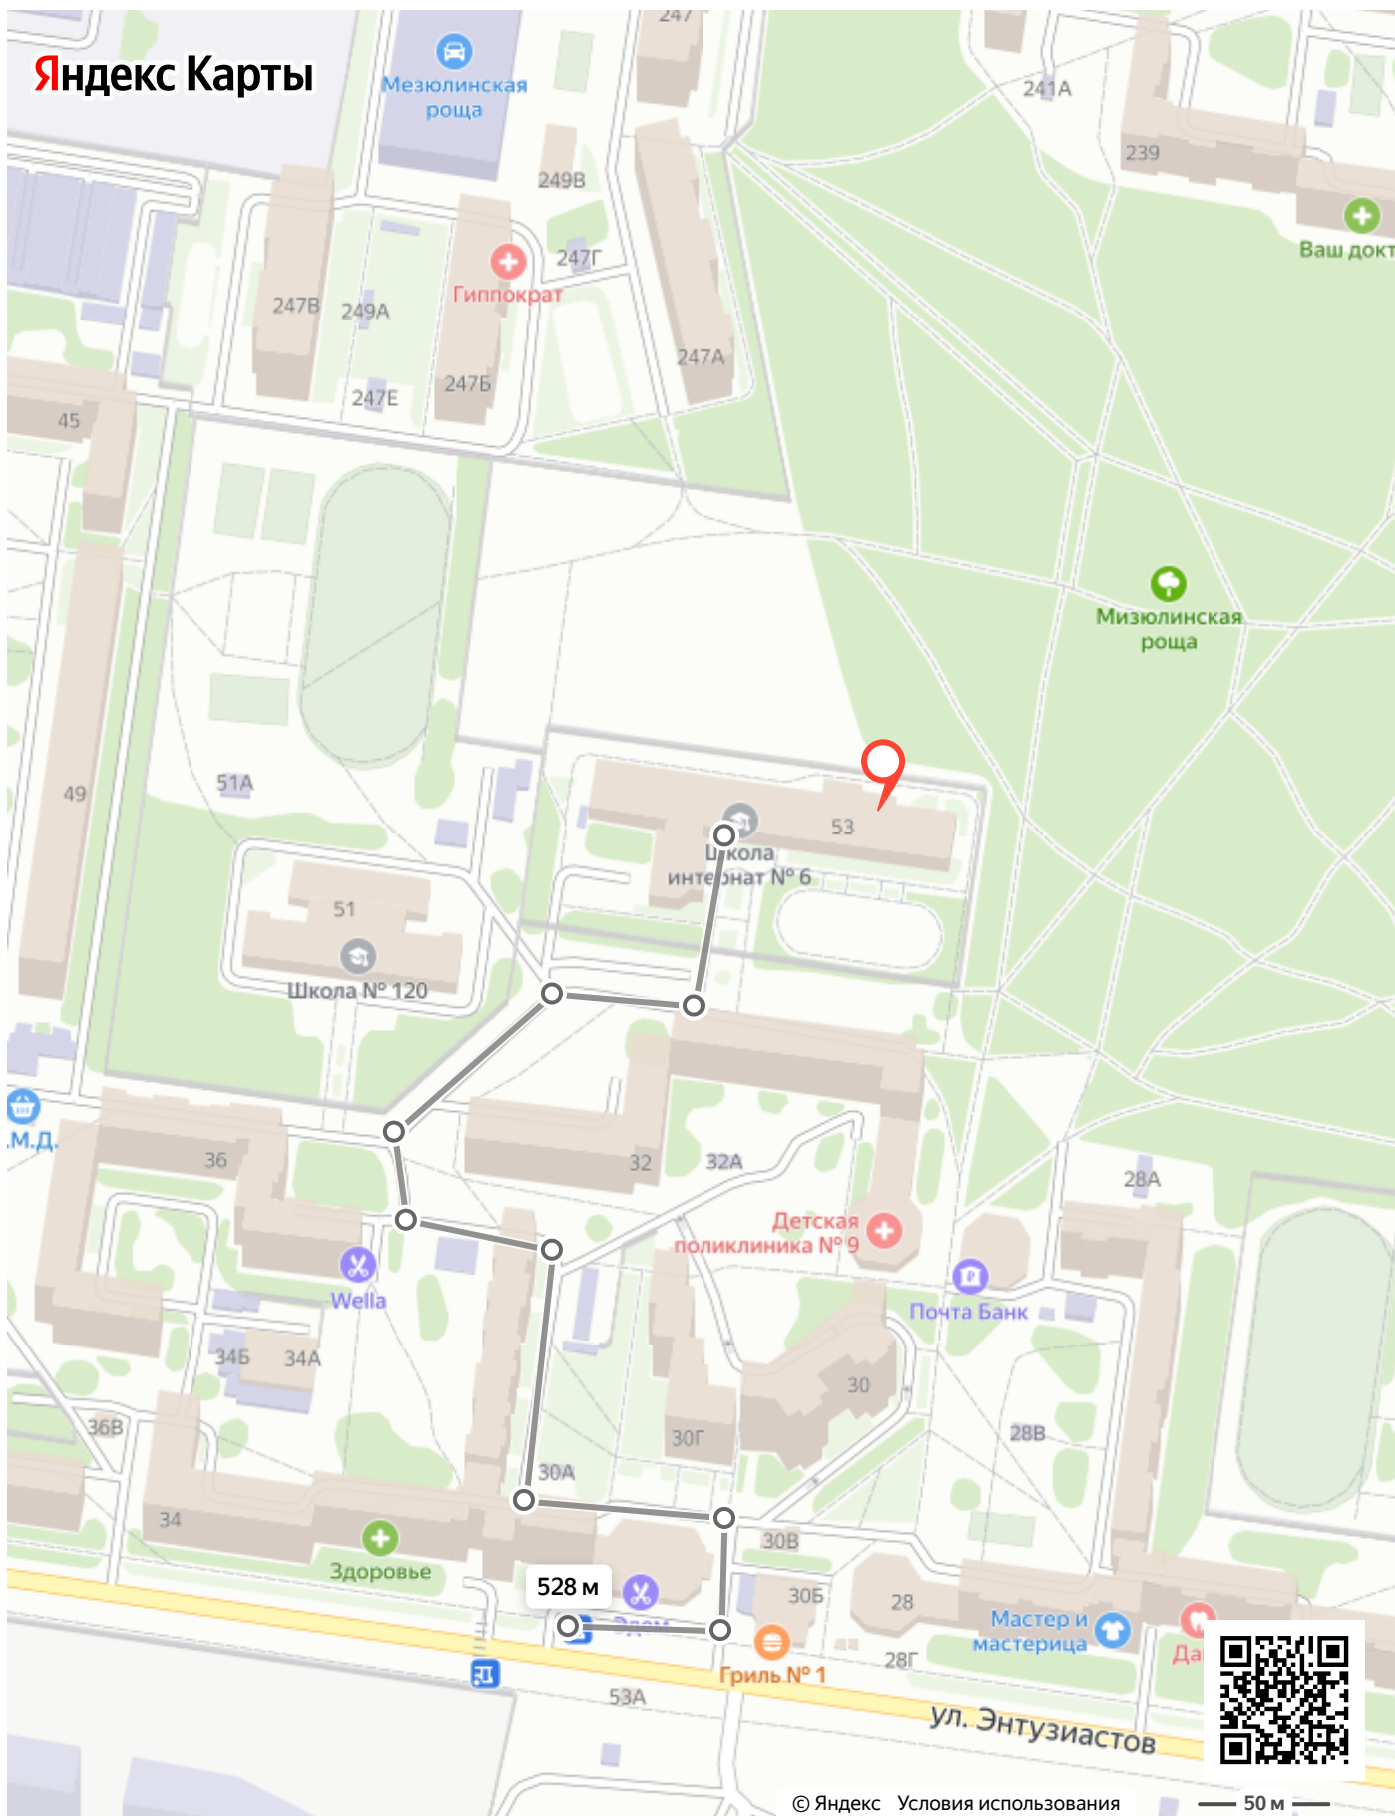 247
Яндекс Карты
Мезюлинская
роща
241А
239
249В
Ваш докт
247Г
Гиппократ
247В
249А
247А
247Б
247Е
45
Мизюлинская
роща
51А
49
53
Школа
интернат № 6
51
Школа № 120
.М.Д.
36
32
32А
28А
Детская
поликлиника № 9
Wella
Почта Банк
34Б
34А
30
36В
30Г
28В
30А
34
30В
Здоровье
528 м
30Б
28
Эдем
Мастер и
мастерица
Да
28Г
Гриль № 1
53А
ул. Энтузиастов
© Яндекс Условия использования
50 м